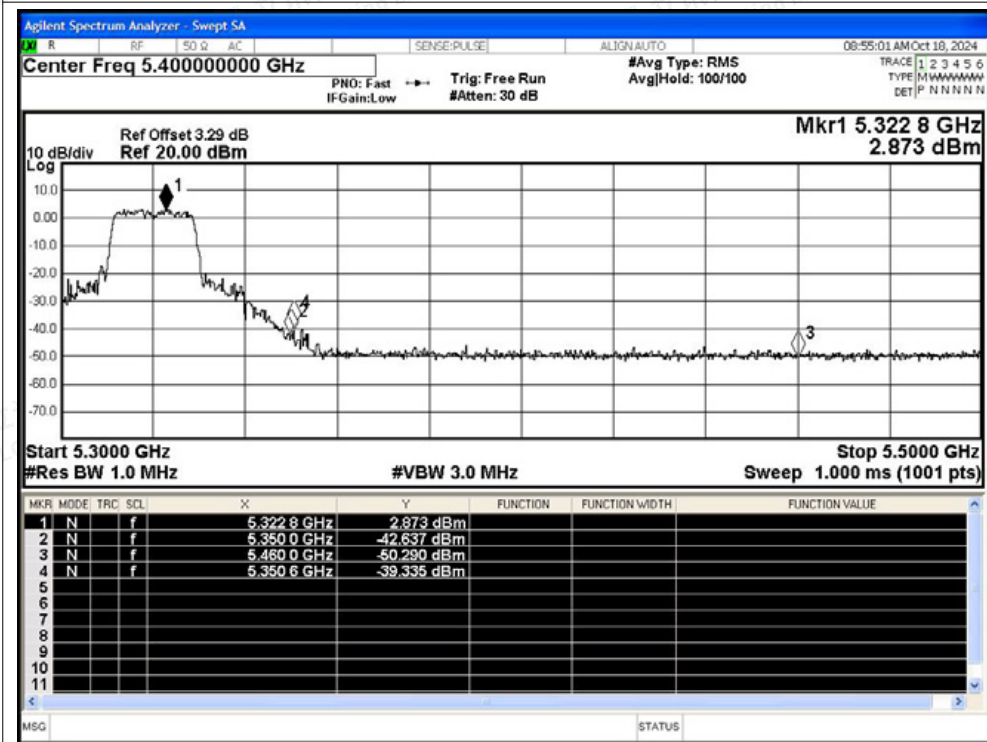 Agilent Spectrum Analyzer - Swept SA
LXI R RF 50 Ω AC SENSE:PULSE ALIGN AUTO 08:55:01 AM Oct 18, 2024
Center Freq 5.400000000 GHz #Avg Type: RMS TRACE 1 2 3 4 5 6
PNO: Fast Trig: Free Run Avg|Hold: 100/100 TYPE M WWWWW
IFGain:Low #Atten: 30 dB DET P N N N N N
Mkr1 5.322 8 GHz
Ref Offset 3.29 dB
10 dB/div Ref 20.00 dBm 2.873 dBm
Log
10.0
1
0.00
-10.0
-20.0
-30.0
4
2
-40.0
3
-50.0
-60.0
-70.0
Start 5.3000 GHz Stop 5.5000 GHz
#Res BW 1.0 MHz #VBW 3.0 MHz Sweep 1.000 ms (1001 pts)
MKR MODE TRC SCL X Y FUNCTION FUNCTION WIDTH FUNCTION VALUE
1 N f 5.322 8 GHz 2.873 dBm
2 N f 5.350 0 GHz -42.637 dBm
3 N f 5.460 0 GHz -50.290 dBm
4 N f 5.350 6 GHz -39.335 dBm
5
6
7
8
9
10
11
MSG STATUS